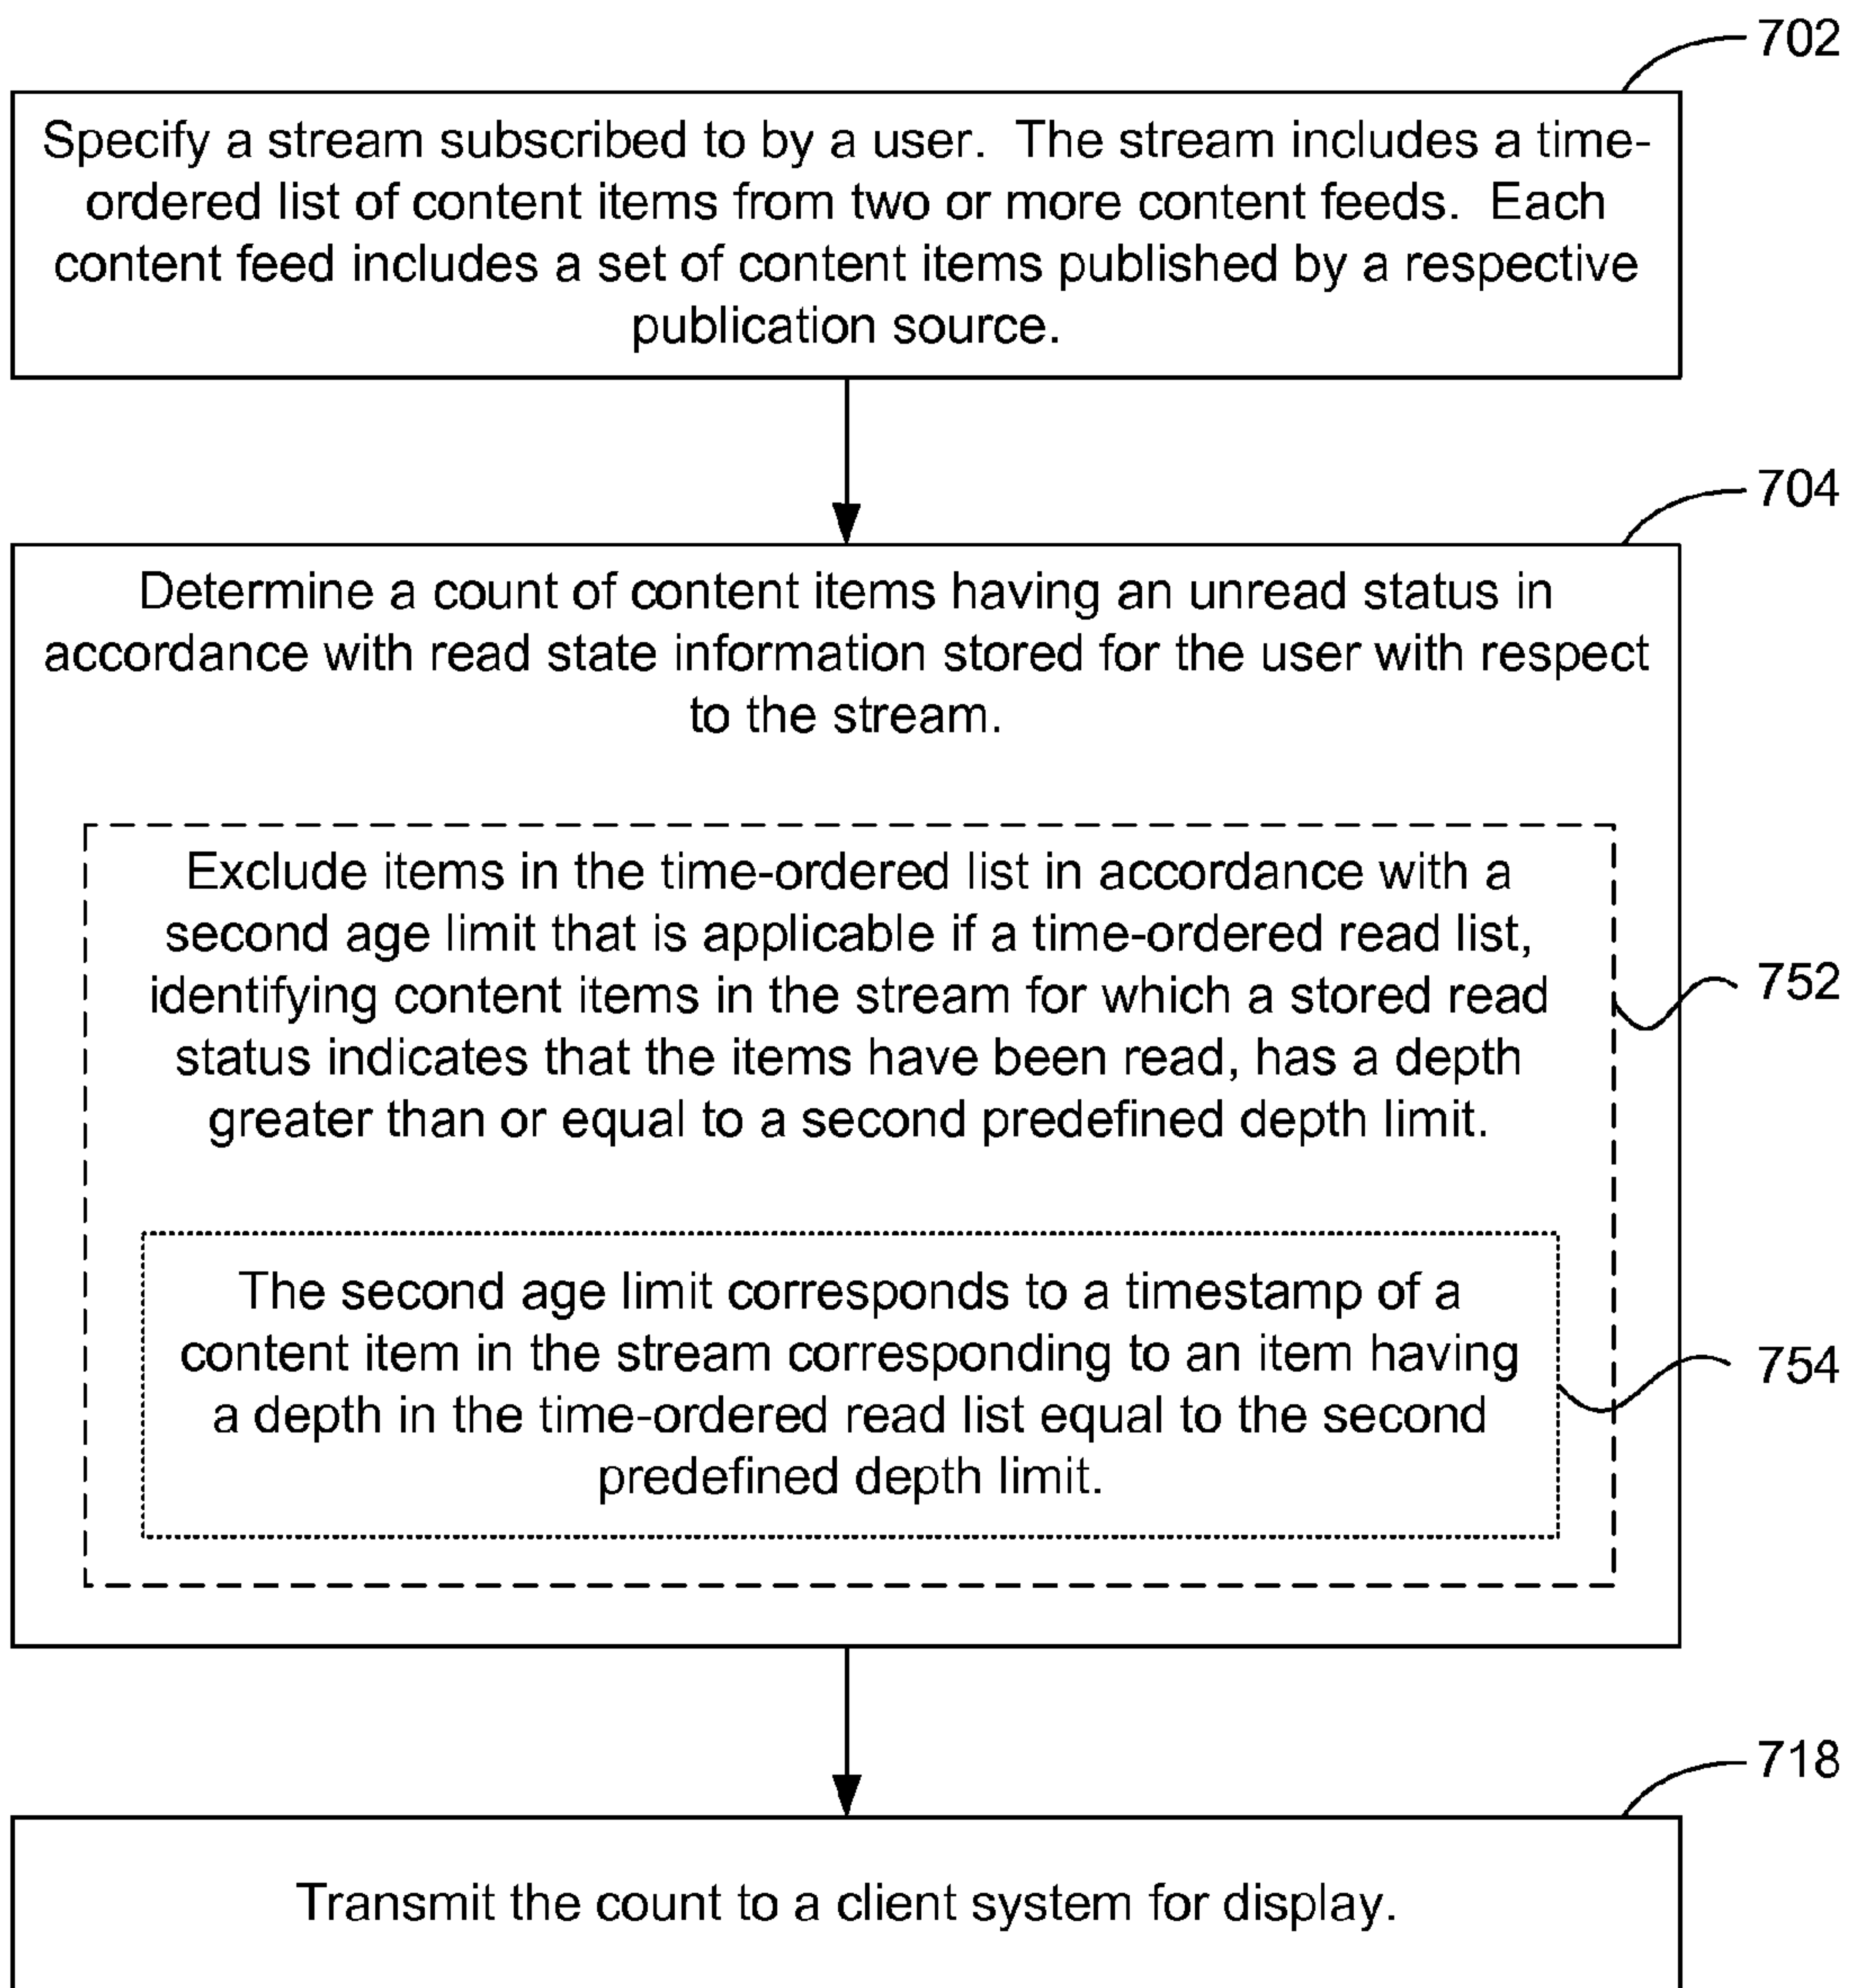 702
Specify a stream subscribed to by a user. The stream includes a time-
ordered list of content items from two or more content feeds. Each
content feed includes a set of content items published by a respective
publication source.
704
Determine a count of content items having an unread status in
accordance with read state information stored for the user with respect
to the stream.
Exclude items in the time-ordered list in accordance with a
second age limit that is applicable if a time-ordered read list,
identifying content items in the stream for which a stored read
status indicates that the items have been read, has a depth
greater than or equal to a second predefined depth limit.
752
The second age limit corresponds to a timestamp of a
content item in the stream corresponding to an item having
a depth in the time-ordered read list equal to the second
predefined depth limit.
754
718
Transmit the count to a client system for display.